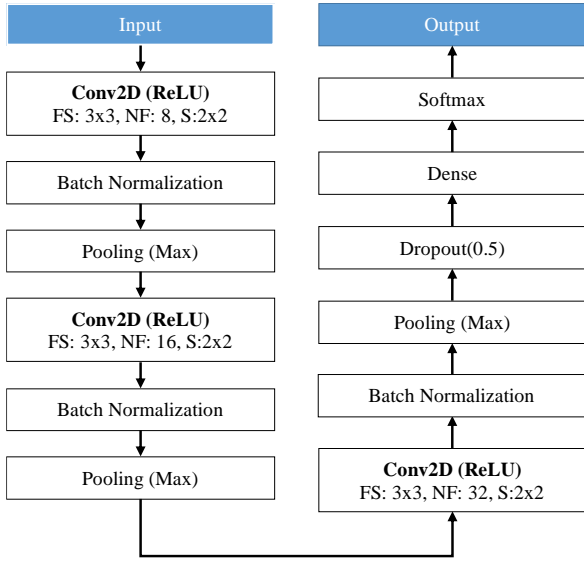 Input
Conv2D (ReLU)
FS: 3x3, NF: 8, S:2x2
Batch Normalization
Pooling (Max)
Conv2D (ReLU)
FS: 3x3, NF: 16, S:2x2
Batch Normalization
Pooling (Max)
Output
Softmax
Dense
Dropout(0.5)
Pooling (Max)
Batch Normalization
Conv2D (ReLU)
FS: 3x3, NF: 32, S:2x2